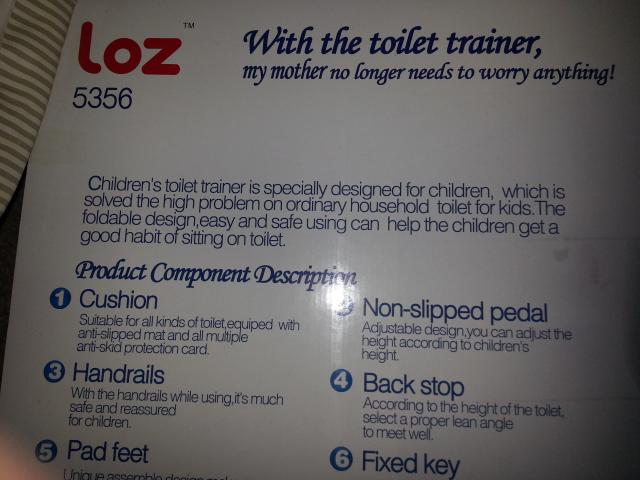 loz TM
5356
With the toilet trainer,
my mother no longer needs to worry anything!
Children's toilet trainer is specially designed for children, which is
solved the high problem on ordinary household toilet for kids.The
foldable design,easy and safe using can help the children get a
good habit of sitting on toilet.
Product Component Description
1 Cushion
Suitable for all kinds of toilet,equiped with
anti-slipped mat and all multiple
anti-skid protection card.
Non-slipped pedal
Adjustable design,you can adjust the
height according to children's
height.
3 Handrails
With the handrails while using,it's much
safe and reassured
for children.
4 Back stop
According to the height of the toilet,
select a proper lean angle
to meet well.
5 Pad feet
Unique assemble design
6 Fixed key